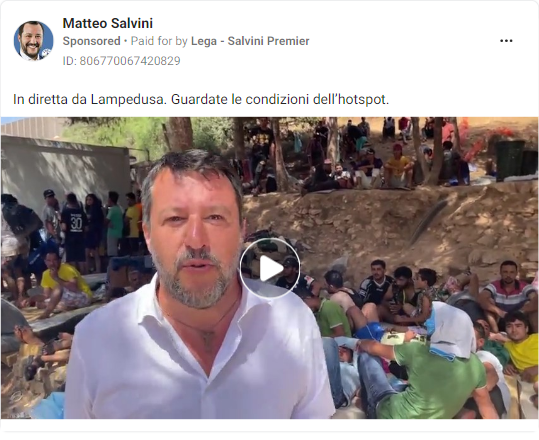 Matteo Salvini
Sponsored • Paid for by Lega - Salvini Premier
ID: 806770067420829
In diretta da Lampedusa. Guardate le condizioni dell'hotspot.
30